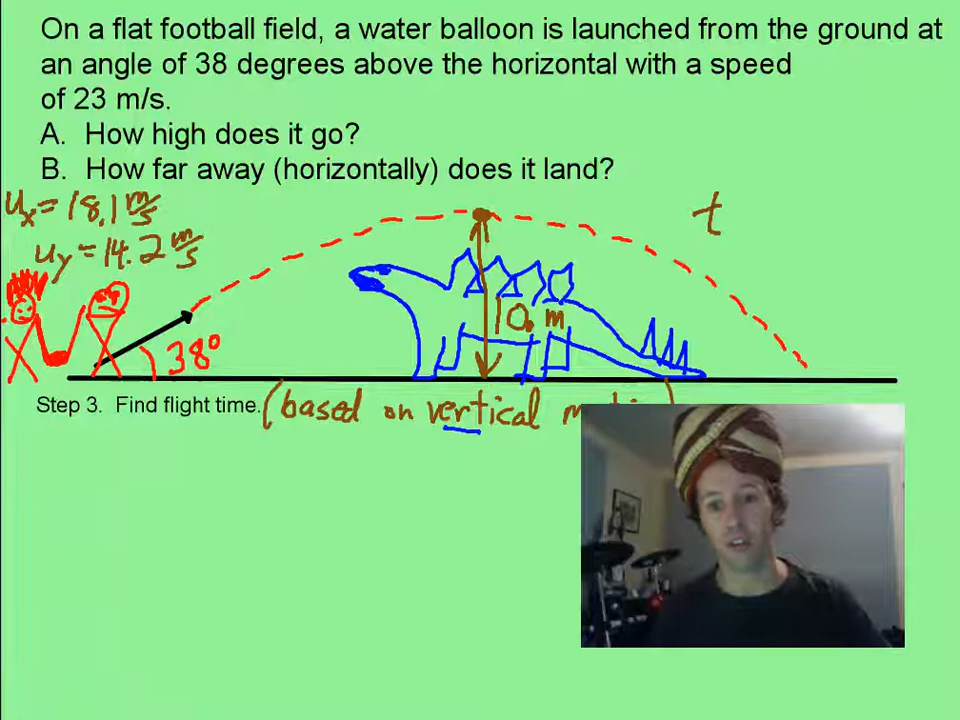 On a flat football field, a water balloon is launched from the ground at
an angle of 38 degrees above the horizontal with a speed
of 23 m/s.
A. How high does it go?
B. How far away (horizontally) does it land?
ux = 18.1 m/s
t
uy = 14.2 m/s
10. m
38°
Step 3. Find flight time. (based on vertical